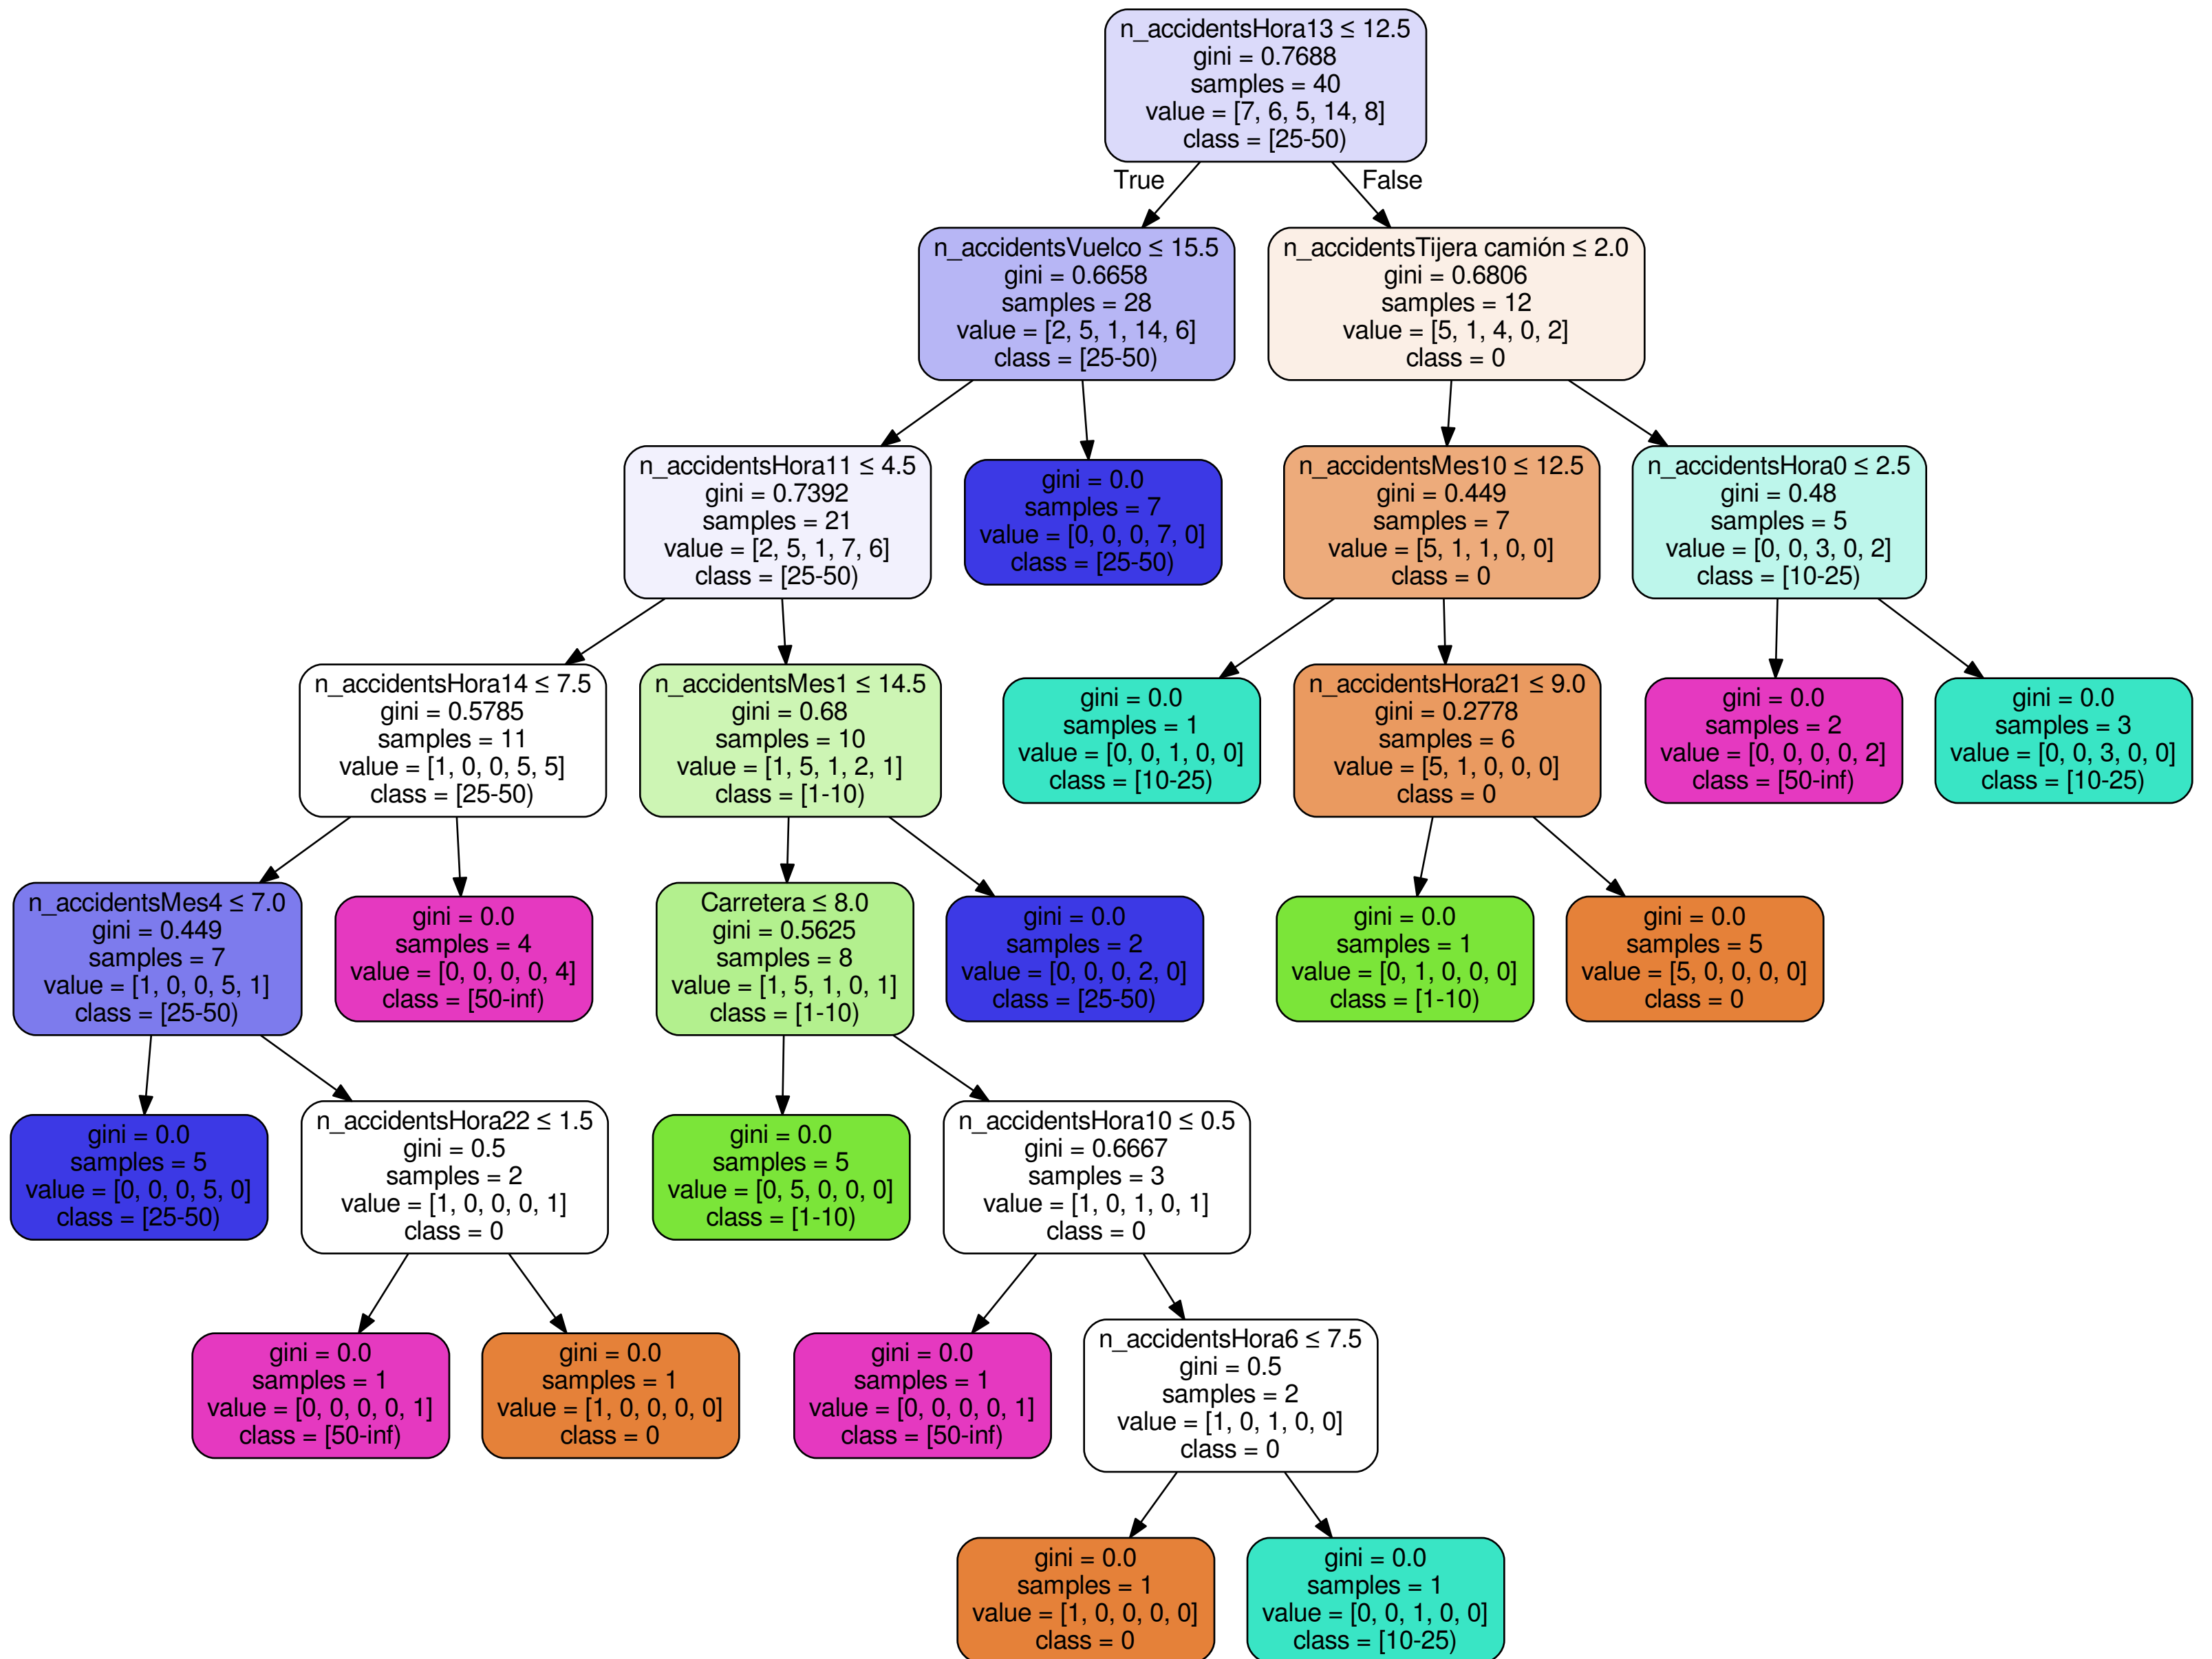 n_accidentsHora13 ≤ 12.5
gini = 0.7688
samples = 40
value = [7, 6, 5, 14, 8]
class = [25-50)
True
False
n_accidentsVuelco ≤ 15.5
gini = 0.6658
samples = 28
value = [2, 5, 1, 14, 6]
class = [25-50)
n_accidentsTijera camión ≤ 2.0
gini = 0.6806
samples = 12
value = [5, 1, 4, 0, 2]
class = 0
n_accidentsHora11 ≤ 4.5
gini = 0.7392
samples = 21
value = [2, 5, 1, 7, 6]
class = [25-50)
gini = 0.0
samples = 7
value = [0, 0, 0, 7, 0]
class = [25-50)
n_accidentsMes10 ≤ 12.5
gini = 0.449
samples = 7
value = [5, 1, 1, 0, 0]
class = 0
n_accidentsHora0 ≤ 2.5
gini = 0.48
samples = 5
value = [0, 0, 3, 0, 2]
class = [10-25)
n_accidentsHora14 ≤ 7.5
gini = 0.5785
samples = 11
value = [1, 0, 0, 5, 5]
class = [25-50)
n_accidentsMes1 ≤ 14.5
gini = 0.68
samples = 10
value = [1, 5, 1, 2, 1]
class = [1-10)
gini = 0.0
samples = 1
value = [0, 0, 1, 0, 0]
class = [10-25)
n_accidentsHora21 ≤ 9.0
gini = 0.2778
samples = 6
value = [5, 1, 0, 0, 0]
class = 0
gini = 0.0
samples = 2
value = [0, 0, 0, 0, 2]
class = [50-inf)
gini = 0.0
samples = 3
value = [0, 0, 3, 0, 0]
class = [10-25)
n_accidentsMes4 ≤ 7.0
gini = 0.449
samples = 7
value = [1, 0, 0, 5, 1]
class = [25-50)
gini = 0.0
samples = 4
value = [0, 0, 0, 0, 4]
class = [50-inf)
Carretera ≤ 8.0
gini = 0.5625
samples = 8
value = [1, 5, 1, 0, 1]
class = [1-10)
gini = 0.0
samples = 2
value = [0, 0, 0, 2, 0]
class = [25-50)
gini = 0.0
samples = 1
value = [0, 1, 0, 0, 0]
class = [1-10)
gini = 0.0
samples = 5
value = [5, 0, 0, 0, 0]
class = 0
gini = 0.0
samples = 5
value = [0, 0, 0, 5, 0]
class = [25-50)
n_accidentsHora22 ≤ 1.5
gini = 0.5
samples = 2
value = [1, 0, 0, 0, 1]
class = 0
gini = 0.0
samples = 5
value = [0, 5, 0, 0, 0]
class = [1-10)
n_accidentsHora10 ≤ 0.5
gini = 0.6667
samples = 3
value = [1, 0, 1, 0, 1]
class = 0
gini = 0.0
samples = 1
value = [0, 0, 0, 0, 1]
class = [50-inf)
gini = 0.0
samples = 1
value = [1, 0, 0, 0, 0]
class = 0
gini = 0.0
samples = 1
value = [0, 0, 0, 0, 1]
class = [50-inf)
n_accidentsHora6 ≤ 7.5
gini = 0.5
samples = 2
value = [1, 0, 1, 0, 0]
class = 0
gini = 0.0
samples = 1
value = [1, 0, 0, 0, 0]
class = 0
gini = 0.0
samples = 1
value = [0, 0, 1, 0, 0]
class = [10-25)